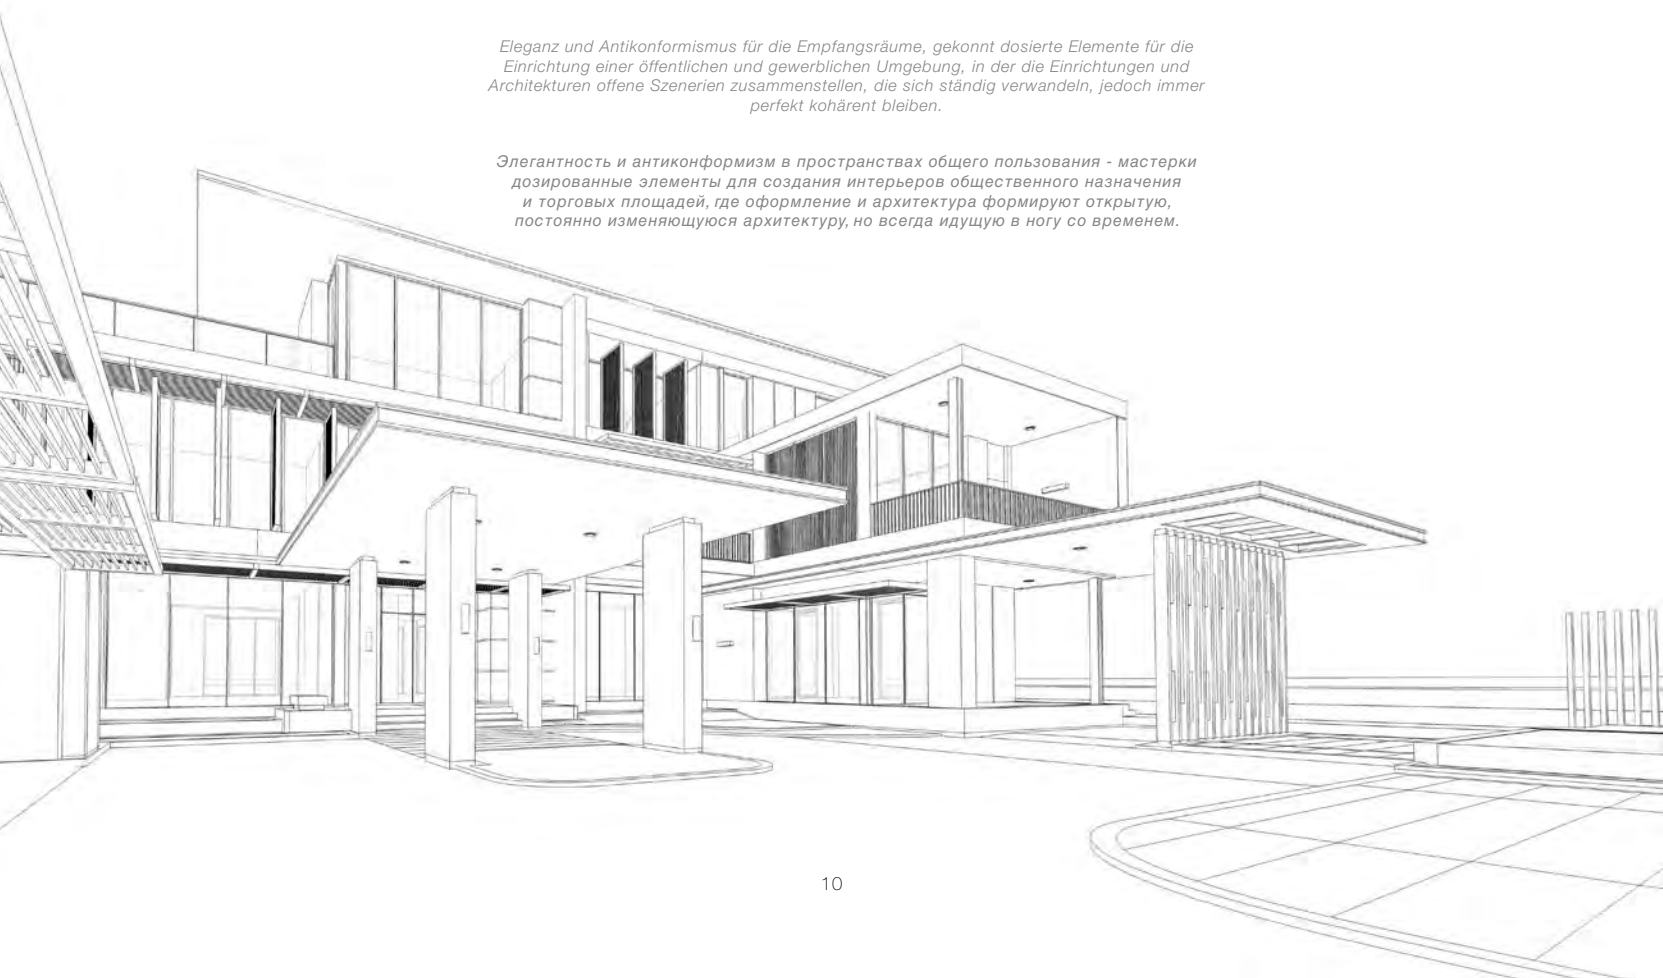 Eleganz und Antikonformismus für die Empfangsräume, gekonnt dosierte Elemente für die
Einrichtung einer öffentlichen und gewerblichen Umgebung, in der die Einrichtungen und
Architekturen offene Szenerien zusammenstellen, die sich ständig verwandeln, jedoch immer
perfekt kohärent bleiben.
Элегантность и антиконформизм в пространствах общего пользования - мастерки
дозированные элементы для создания интерьеров общественного назначения
и торговых площадей, где оформление и архитектура формируют открытую,
постоянно изменяющуюся архитектуру, но всегда идущую в ногу со временем.
10